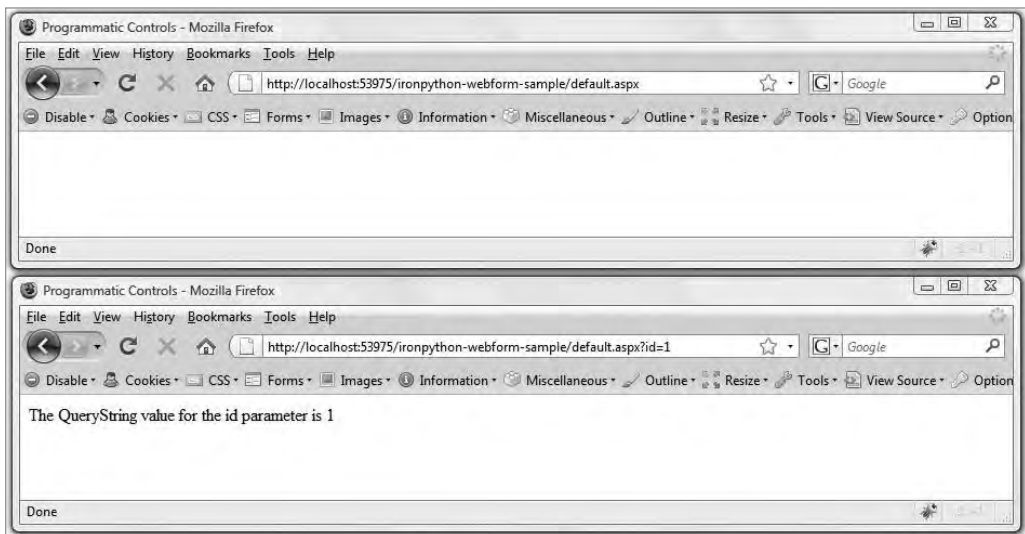 Programmatic Controls - Mozilla Firefox
File Edit View History Bookmarks Tools Help
http://localhost:53975/ironpython-webform-sample/default.aspx G Google
Disable Cookies CSS Forms Images Information Miscellaneous Outline Resize Tools View Source Option
Done
Programmatic Controls - Mozilla Firefox
File Edit View History Bookmarks Tools Help
http://localhost:53975/ironpython-webform-sample/default.aspx?id=1 G Google
Disable Cookies CSS Forms Images Information Miscellaneous Outline Resize Tools View Source Option
The QueryString value for the id parameter is 1
Done